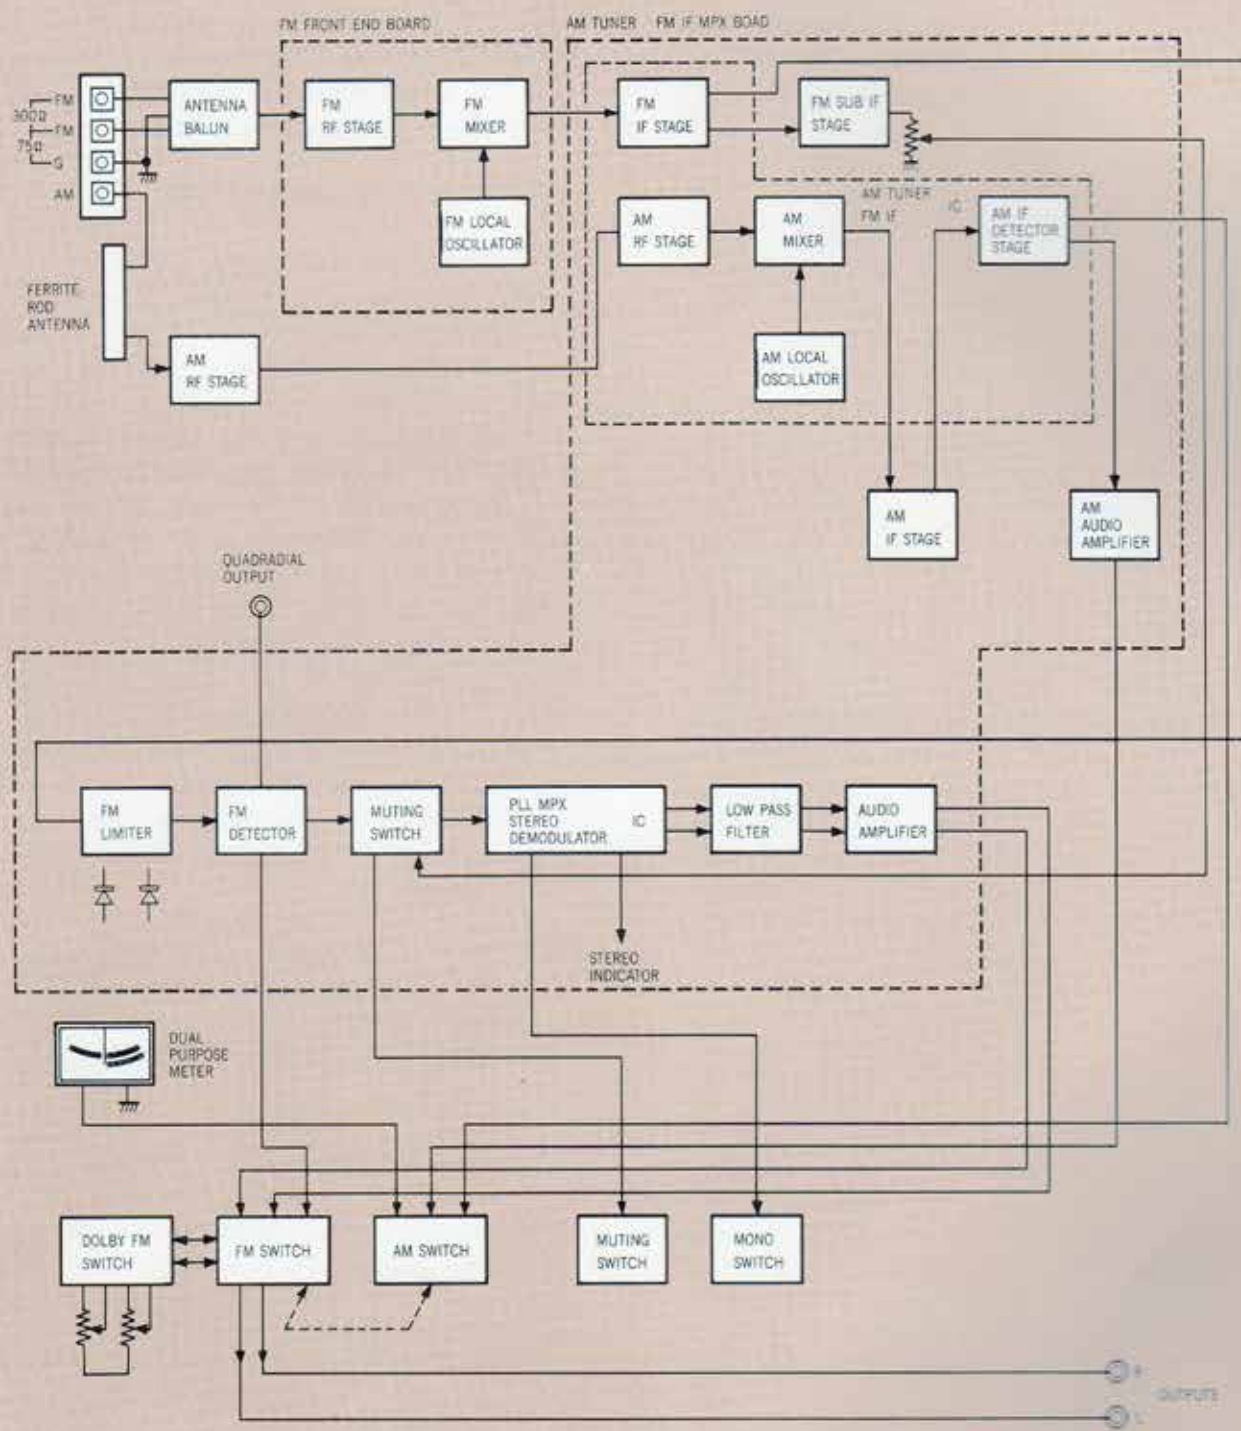 FM FRONT END BOARD
AM TUNER FM IF MPX BOAD
FM
300Ω
FM
75Ω
G
AM
ANTENNA
BALUN
FM
RF STAGE
FM
MIXER
FM LOCAL
OSCILLATOR
FM
IF STAGE
FM SUB IF
STAGE
AM
RF STAGE
AM
MIXER
AM TUNER
FM IF
IC
AM IF
DETECTOR
STAGE
AM LOCAL
OSCILLATOR
FERRITE
ROD
ANTENNA
AM
RF STAGE
AM
IF STAGE
AM
AUDIO
AMPLIFIER
QUADRADIAL
OUTPUT
FM
LIMITER
FM
DETECTOR
MUTING
SWITCH
PLL MPX
STEREO IC
DEMODULATOR
LOW PASS
FILTER
AUDIO
AMPLIFIER
STEREO
INDICATOR
DUAL
PURPOSE
METER
DOLBY FM
SWITCH
FM SWITCH
AM SWITCH
MUTING
SWITCH
MONO
SWITCH
R
OUTPUTS
L